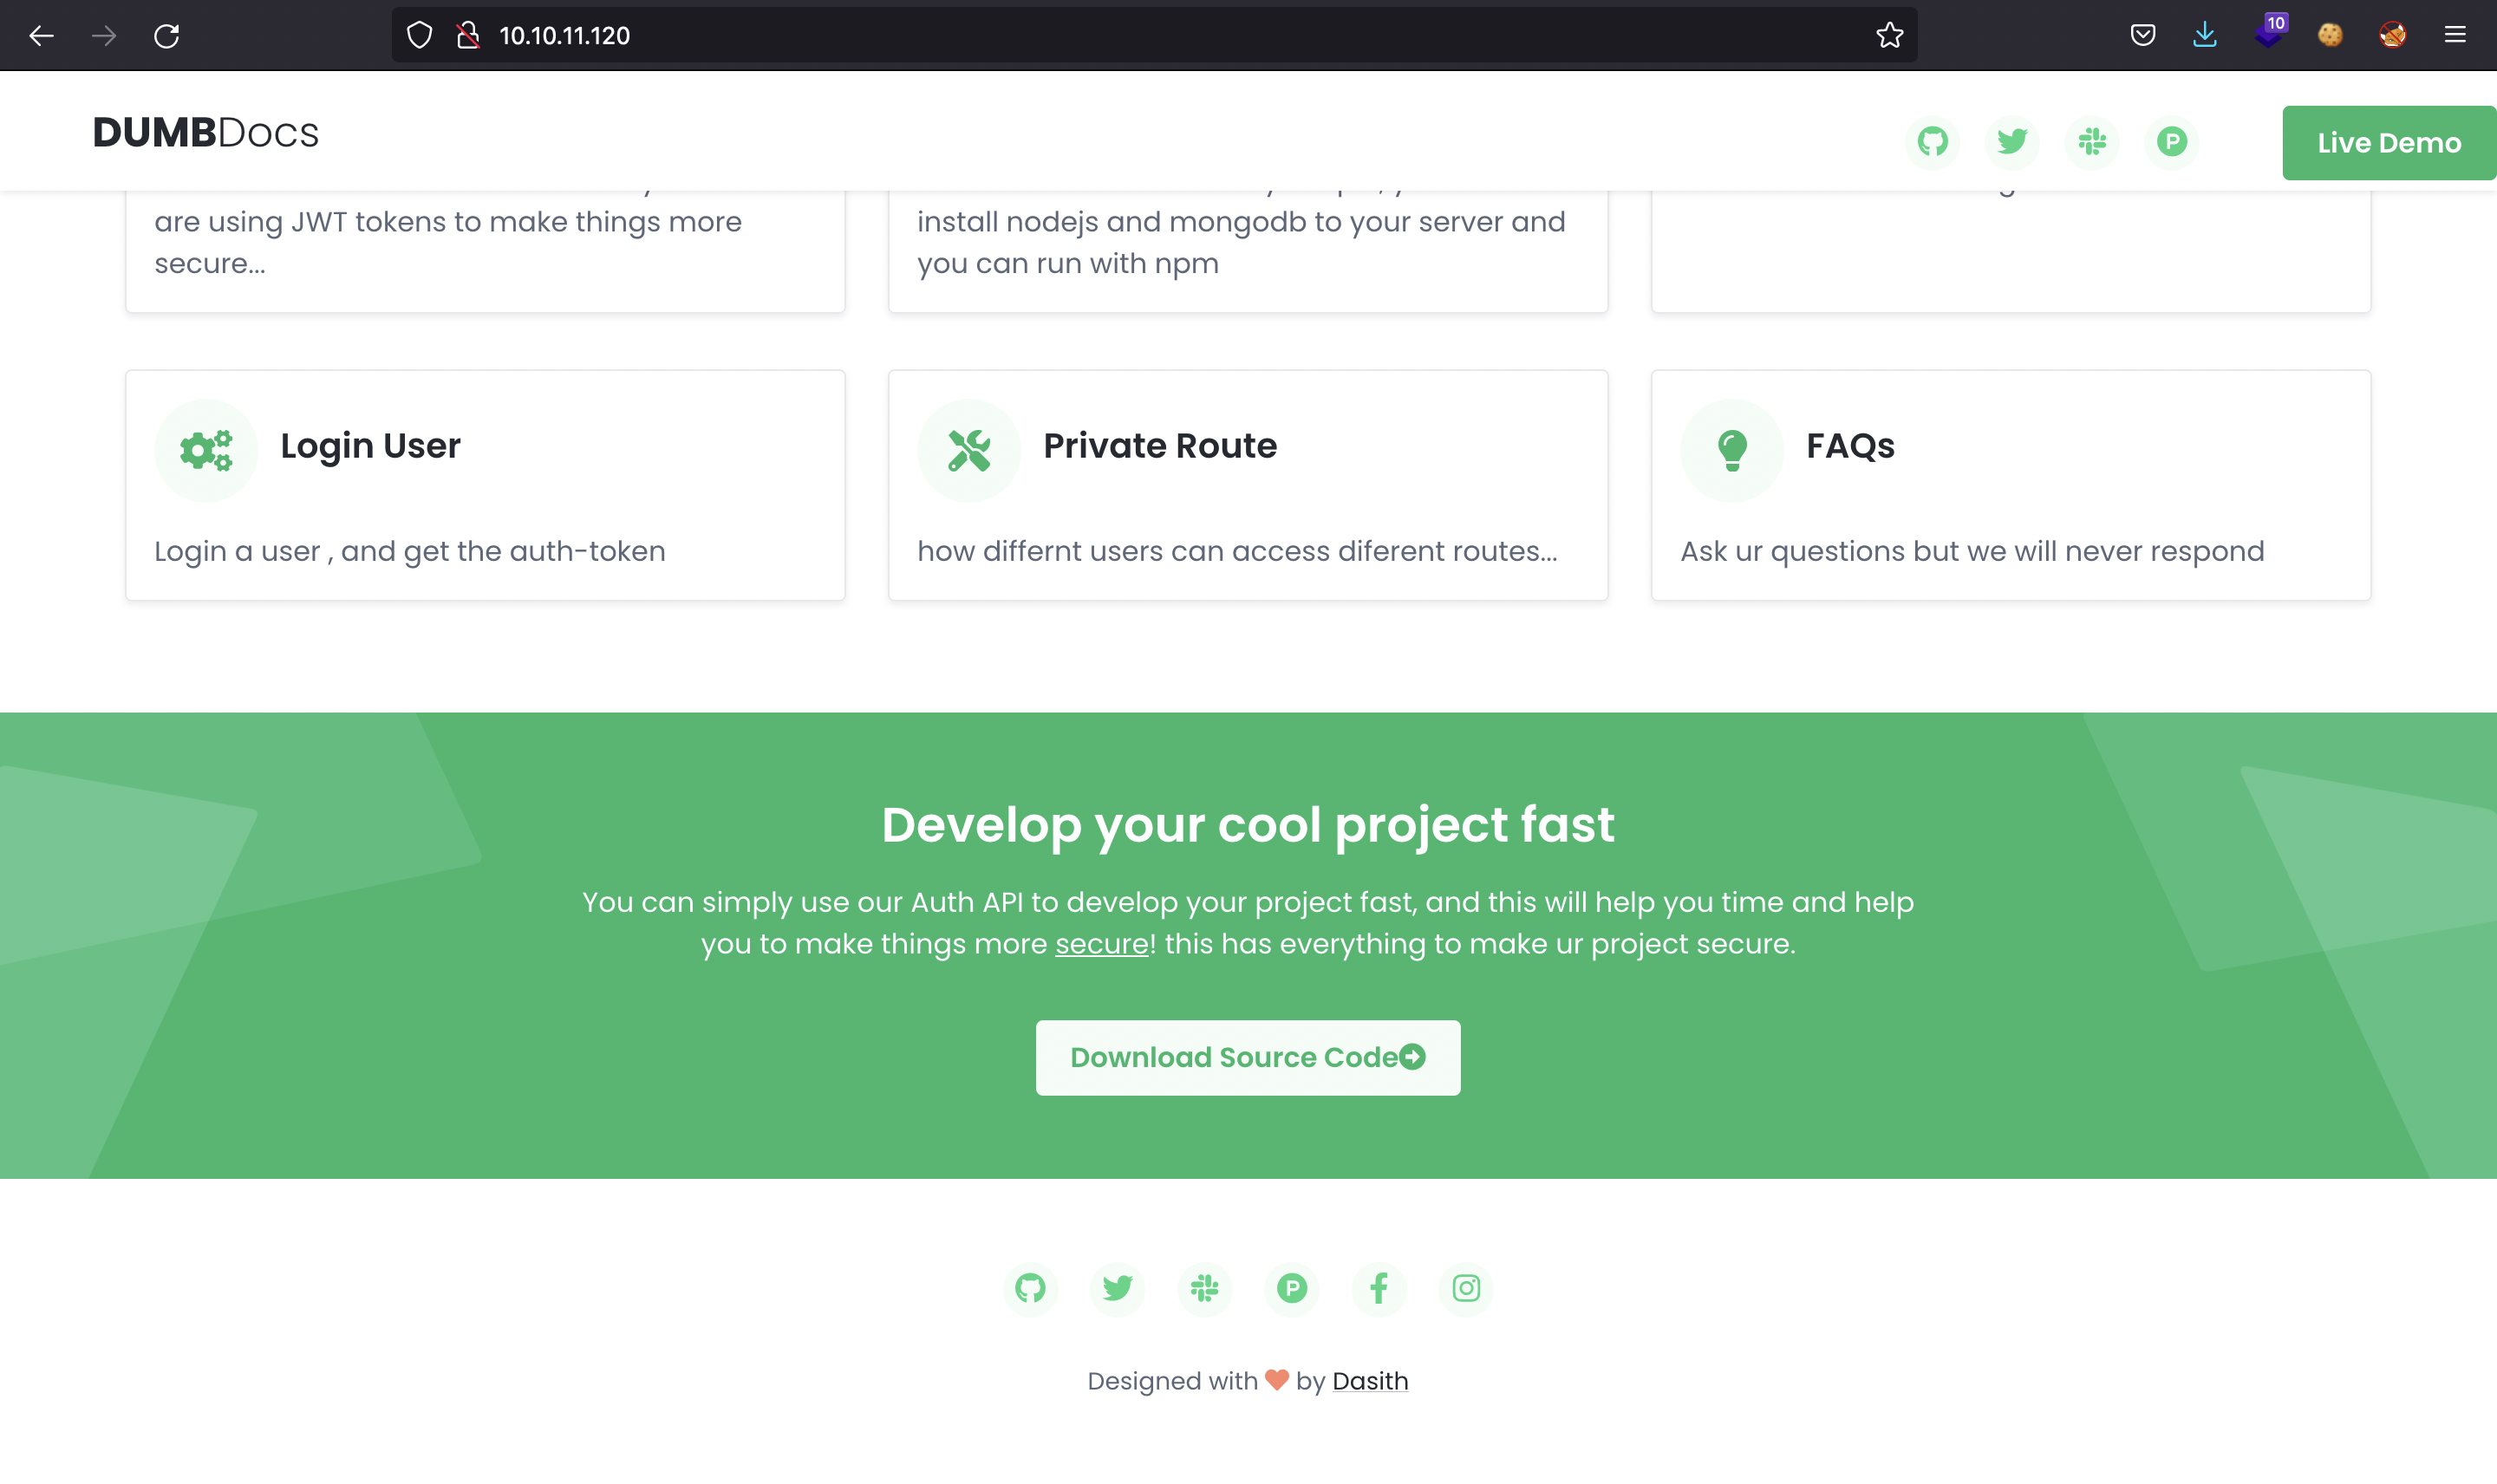 10.10.11.120
10
DUMBDocs
Live Demo
are using JWT tokens to make things more
secure...
install nodejs and mongodb to your server and
you can run with npm
Login User
Login a user , and get the auth-token
Private Route
how differnt users can access diferent routes...
FAQs
Ask ur questions but we will never respond
Develop your cool project fast
You can simply use our Auth API to develop your project fast, and this will help you time and help
you to make things more secure! this has everything to make ur project secure.
Download Source Code
Designed with by Dasith